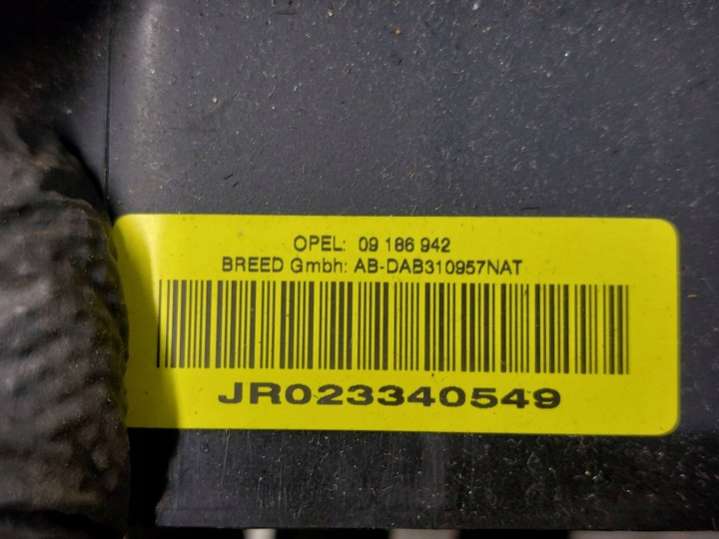 OPEL: 09 186 942
BREED Gmbh: AB-DAB310957NAT
JR023340549